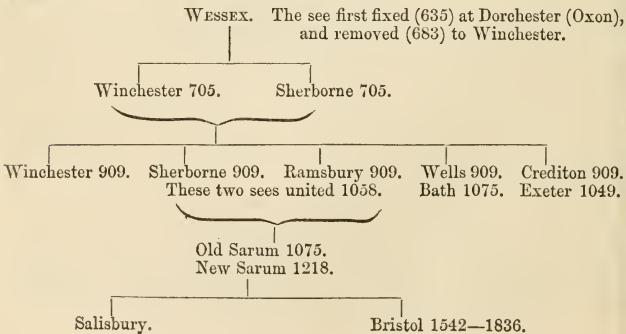 WESSEX. The see first fixed (635) at Dorchester (Oxon),
and removed (683) to Winchester.
Winchester 705. Sherborne 705.
Winchester 909. Sherborne 909. Ramsbury 909. Wells 909. Crediton 909.
These two sees united 1058. Bath 1075. Exeter 1049.
Old Sarum 1075.
New Sarum 1218.
Salisbury. Bristol 1542—1836.